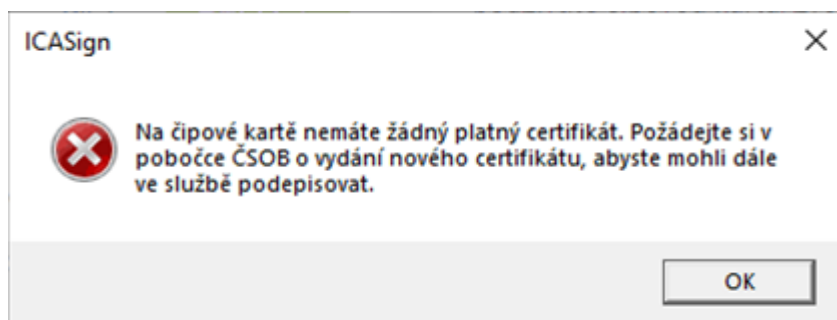 ICASign
Na čipové kartě nemáte žádný platný certifikát. Požádejte si v
pobočce ČSOB o vydání nového certifikátu, abyste mohli dále
ve službě podepisovat.
OK